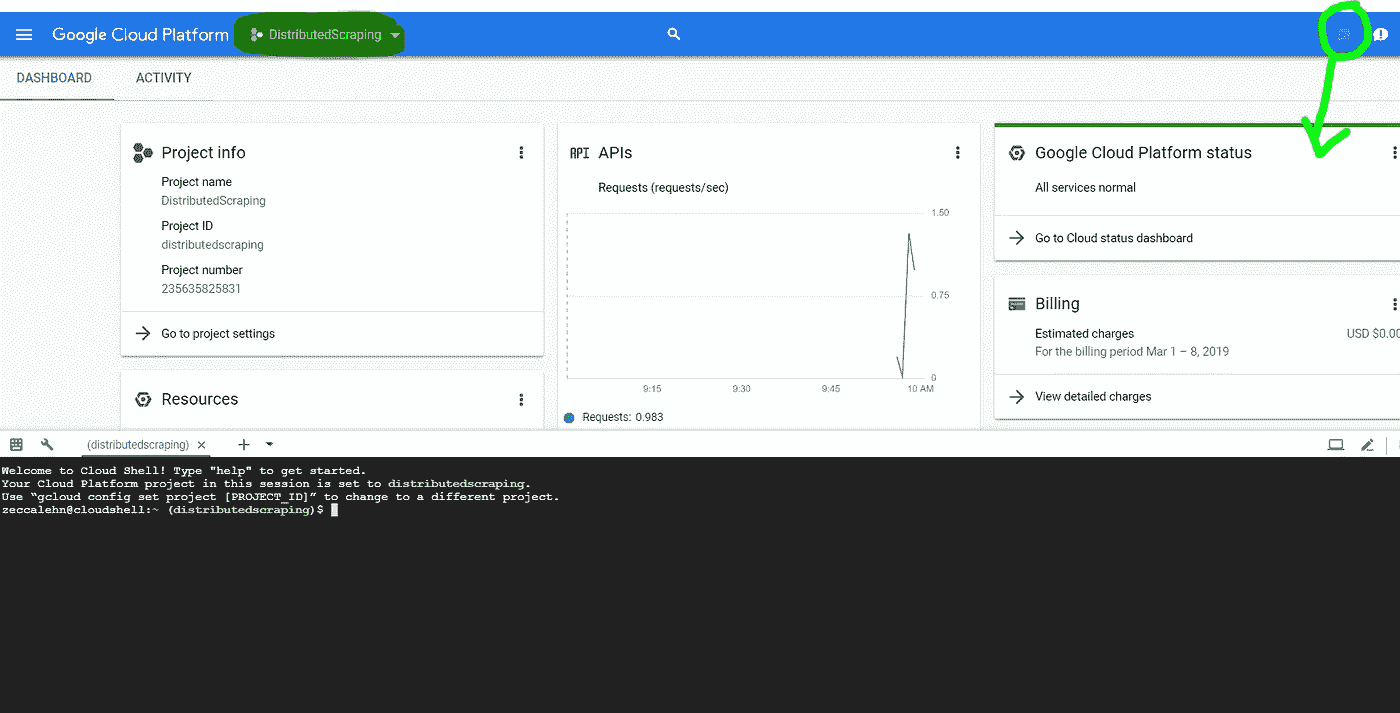 Google Cloud Platform DistributedScraping
DASHBOARD ACTIVITY
Project info
Project name
DistributedScraping
Project ID
distributedscraping
Project number
235635825831
Go to project settings
Resources
API APIs
Requests (requests/sec)
1.50
0.75
0
9:15 9:30 9:45 10 AM
Requests: 0.983
Google Cloud Platform status
All services normal
Go to Cloud status dashboard
Billing
Estimated charges USD $0.00
For the billing period Mar 1 – 8, 2019
View detailed charges
(distributedscraping) × +
Welcome to Cloud Shell! Type "help" to get started.
Your Cloud Platform project in this session is set to distributedscraping.
Use “gcloud config set project [PROJECT_ID]” to change to a different project.
zeccalehn@cloudshell:~ (distributedscraping)$